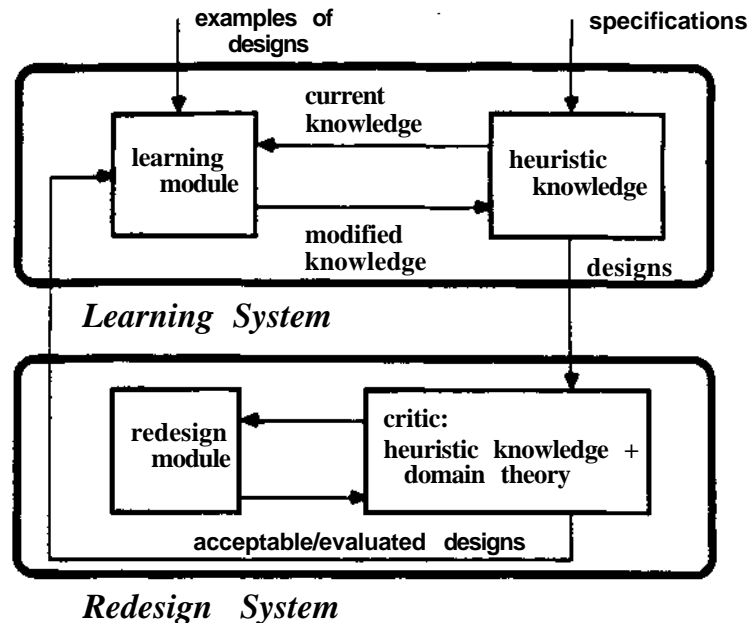 examples of
designs
specifications
current
knowledge
learning
module
heuristic
knowledge
modified
knowledge
designs
Learning System
redesign
module
critic:
heuristic knowledge +
domain theory
acceptable/evaluated designs
Redesign System